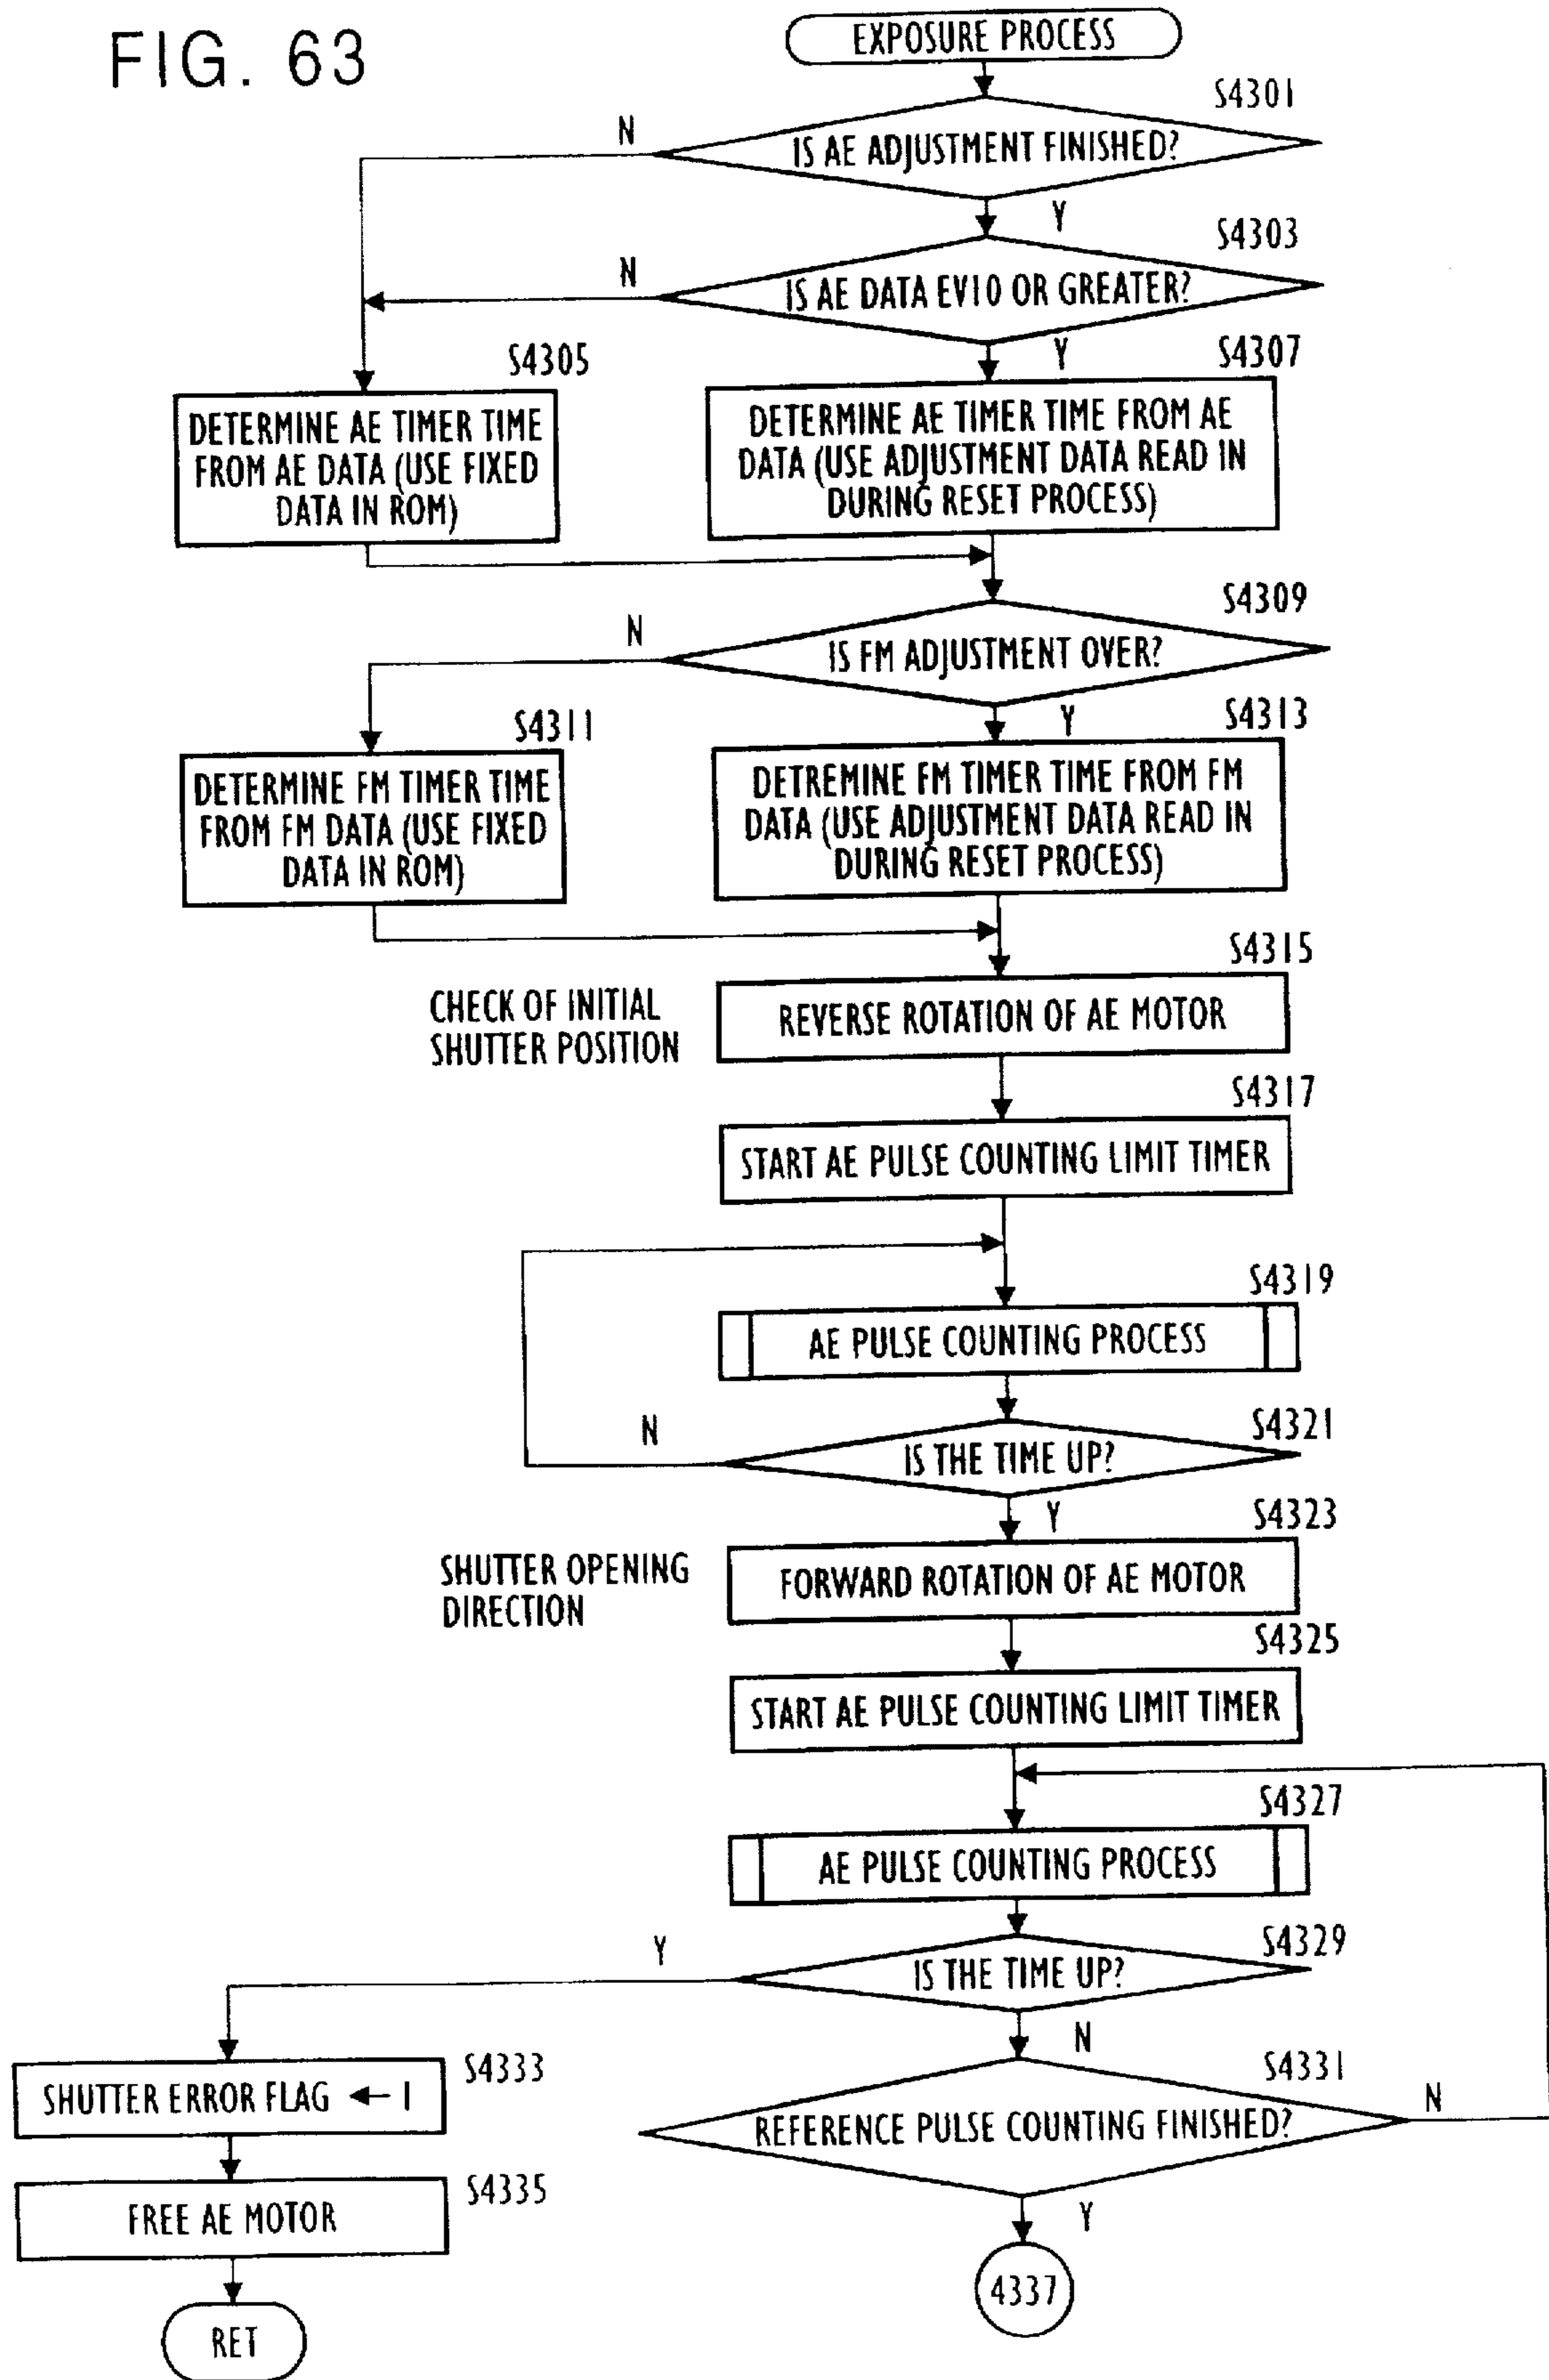 FIG. 63
EXPOSURE PROCESS
S4301
IS AE ADJUSTMENT FINISHED?
N
Y
S4303
IS AE DATA EV10 OR GREATER?
N
Y
S4305
DETERMINE AE TIMER TIME
FROM AE DATA (USE FIXED
DATA IN ROM)
S4307
DETERMINE AE TIMER TIME FROM AE
DATA (USE ADJUSTMENT DATA READ IN
DURING RESET PROCESS)
S4309
IS FM ADJUSTMENT OVER?
N
Y
S4311
DETERMINE FM TIMER TIME
FROM FM DATA (USE FIXED
DATA IN ROM)
S4313
DETREMINE FM TIMER TIME FROM FM
DATA (USE ADJUSTMENT DATA READ IN
DURING RESET PROCESS)
CHECK OF INITIAL
SHUTTER POSITION
S4315
REVERSE ROTATION OF AE MOTOR
S4317
START AE PULSE COUNTING LIMIT TIMER
S4319
AE PULSE COUNTING PROCESS
S4321
IS THE TIME UP?
N
Y
SHUTTER OPENING
DIRECTION
S4323
FORWARD ROTATION OF AE MOTOR
S4325
START AE PULSE COUNTING LIMIT TIMER
S4327
AE PULSE COUNTING PROCESS
S4329
IS THE TIME UP?
Y
N
S4331
REFERENCE PULSE COUNTING FINISHED?
N
Y
S4333
SHUTTER ERROR FLAG ← 1
S4335
FREE AE MOTOR
RET
4337